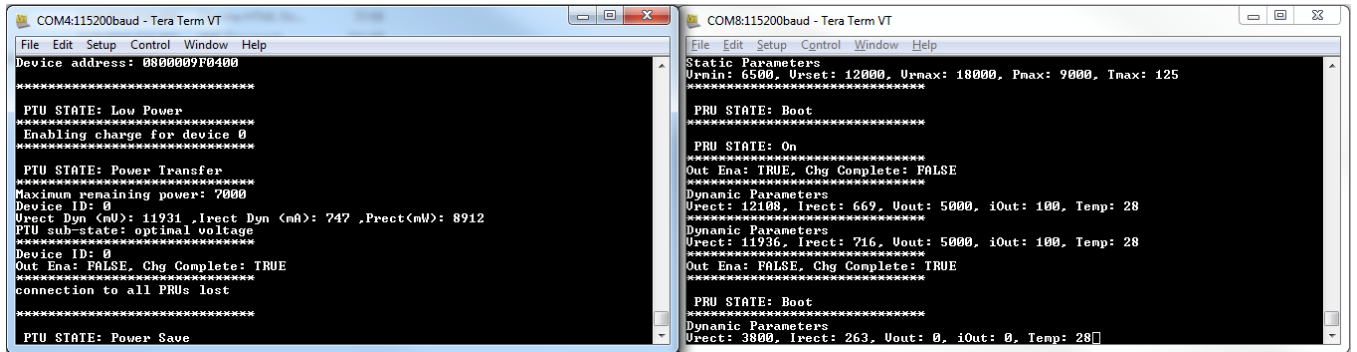 COM4:115200baud - Tera Term VT
File Edit Setup Control Window Help
Device address: 0800009F0400
******************************
PTU STATE: Low Power
******************************
Enabling charge for device 0
******************************
PTU STATE: Power Transfer
******************************
Maximum remaining power: 7000
Device ID: 0
Vrect Dyn (mV): 11931 ,Irect Dyn (mA): 747 ,Prect(mW): 8912
PTU sub-state: optimal voltage
******************************
Device ID: 0
Out Ena: FALSE, Chg Complete: TRUE
******************************
connection to all PRUs lost
******************************
PTU STATE: Power Save
COM8:115200baud - Tera Term VT
File Edit Setup Control Window Help
Static Parameters
Vrmin: 6500, Vrset: 12000, Vrmax: 18000, Pmax: 9000, Tmax: 125
******************************
PRU STATE: Boot
******************************
PRU STATE: On
******************************
Out Ena: TRUE, Chg Complete: FALSE
******************************
Dynamic Parameters
Vrect: 12108, Irect: 669, Vout: 5000, iOut: 100, Temp: 28
******************************
Dynamic Parameters
Vrect: 11936, Irect: 716, Vout: 5000, iOut: 100, Temp: 28
******************************
Out Ena: FALSE, Chg Complete: TRUE
******************************
PRU STATE: Boot
******************************
Dynamic Parameters
Vrect: 3800, Irect: 263, Vout: 0, iOut: 0, Temp: 28